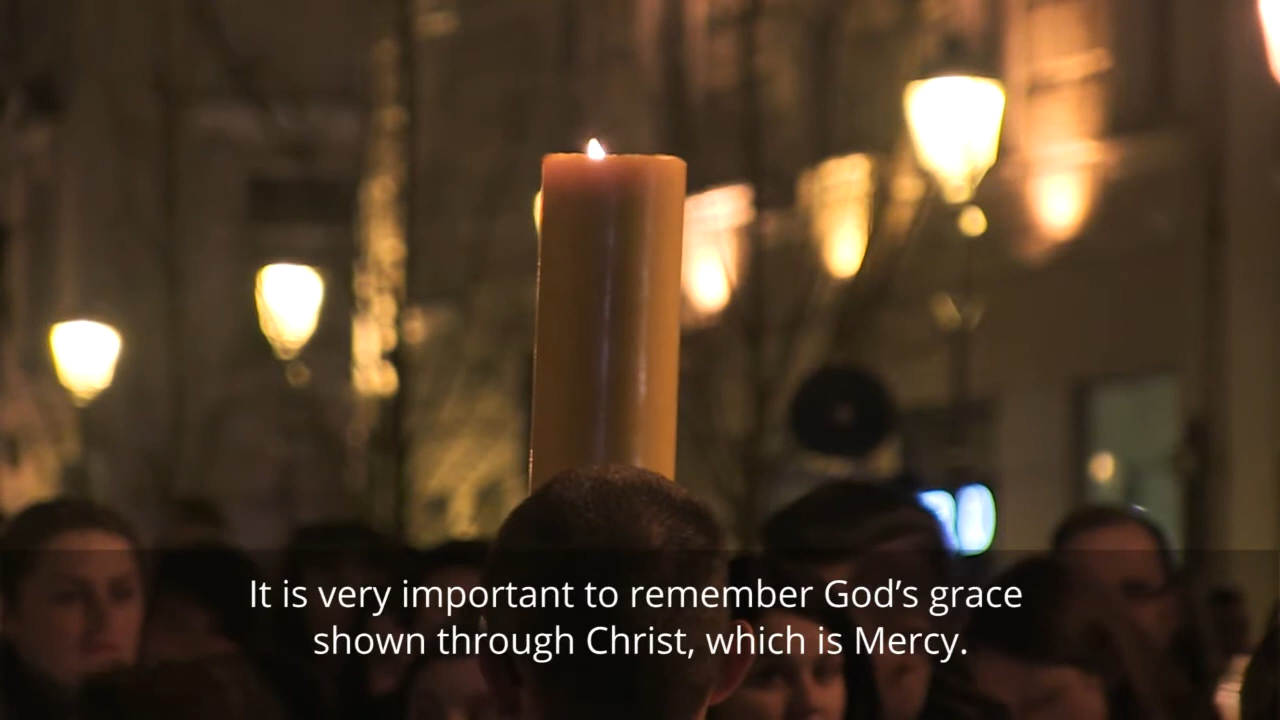 It is very important to remember God’s grace
shown through Christ, which is Mercy.